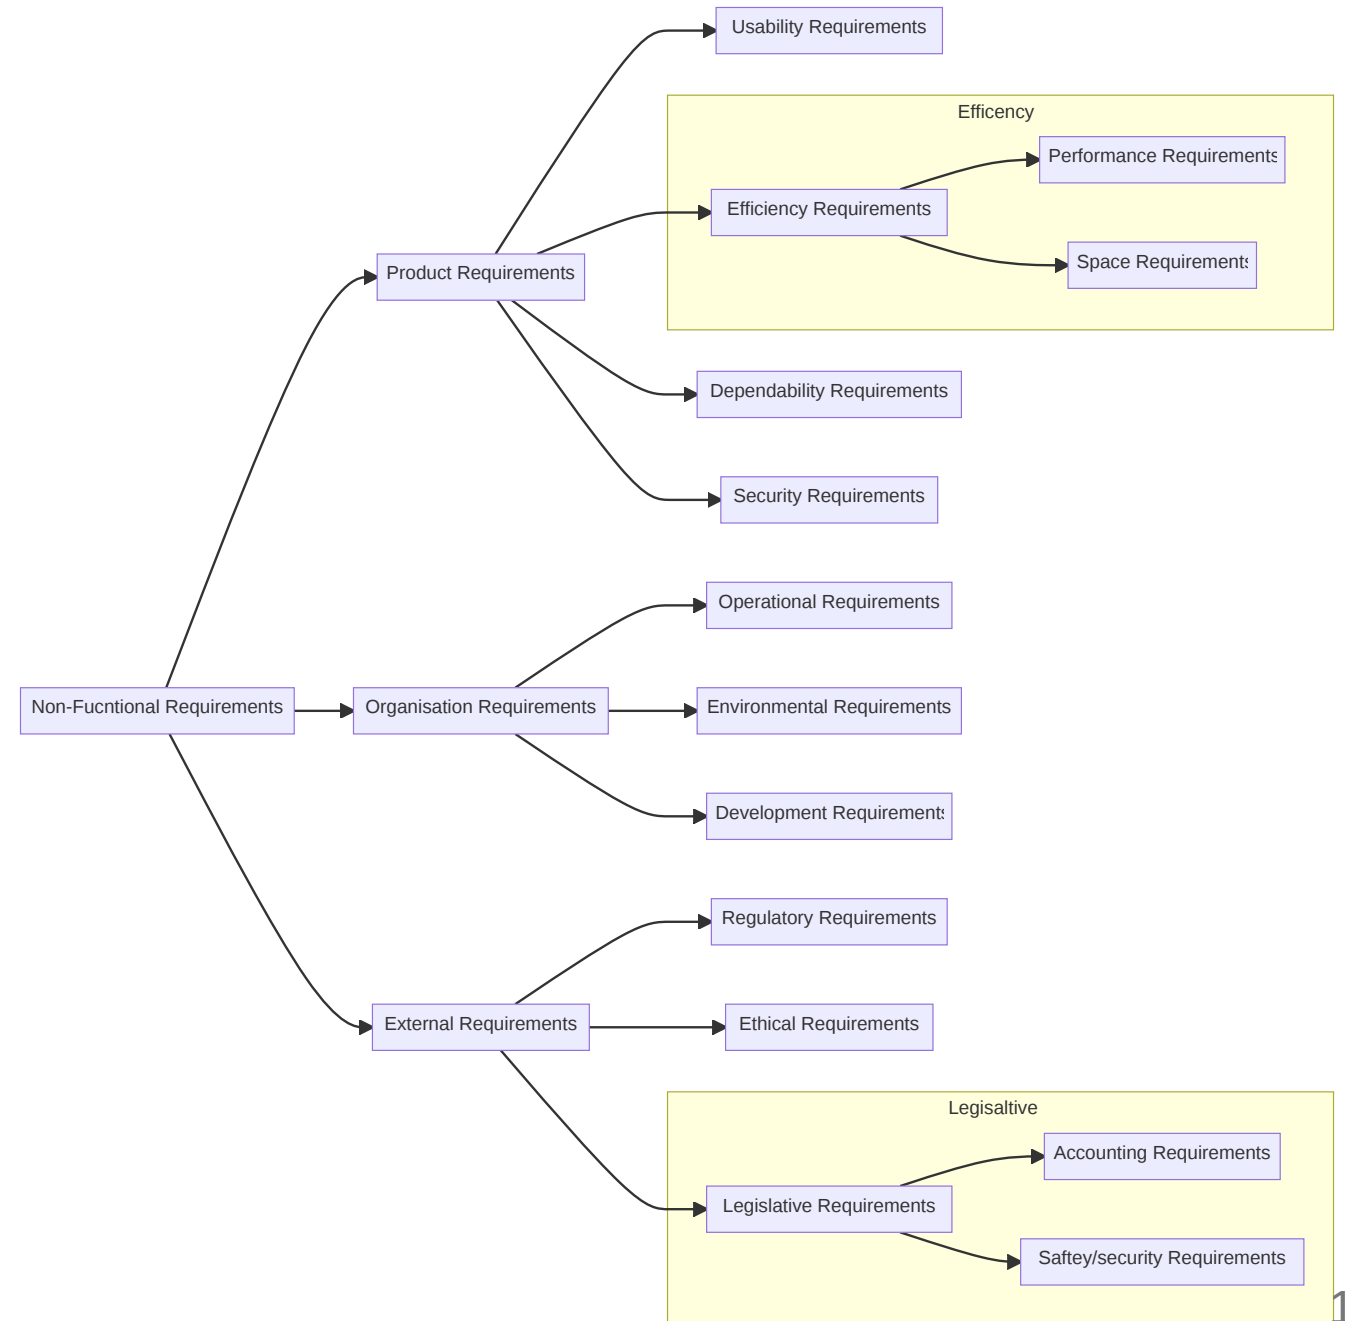 Usability Requirements
Efficency
Performance Requirements
Efficiency Requirements
Space Requirements
Product Requirements
Dependability Requirements
Security Requirements
Operational Requirements
Non-Fucntional Requirements
Organisation Requirements
Environmental Requirements
Development Requirements
Regulatory Requirements
External Requirements
Ethical Requirements
Legisaltive
Accounting Requirements
Legislative Requirements
Saftey/security Requirements
1